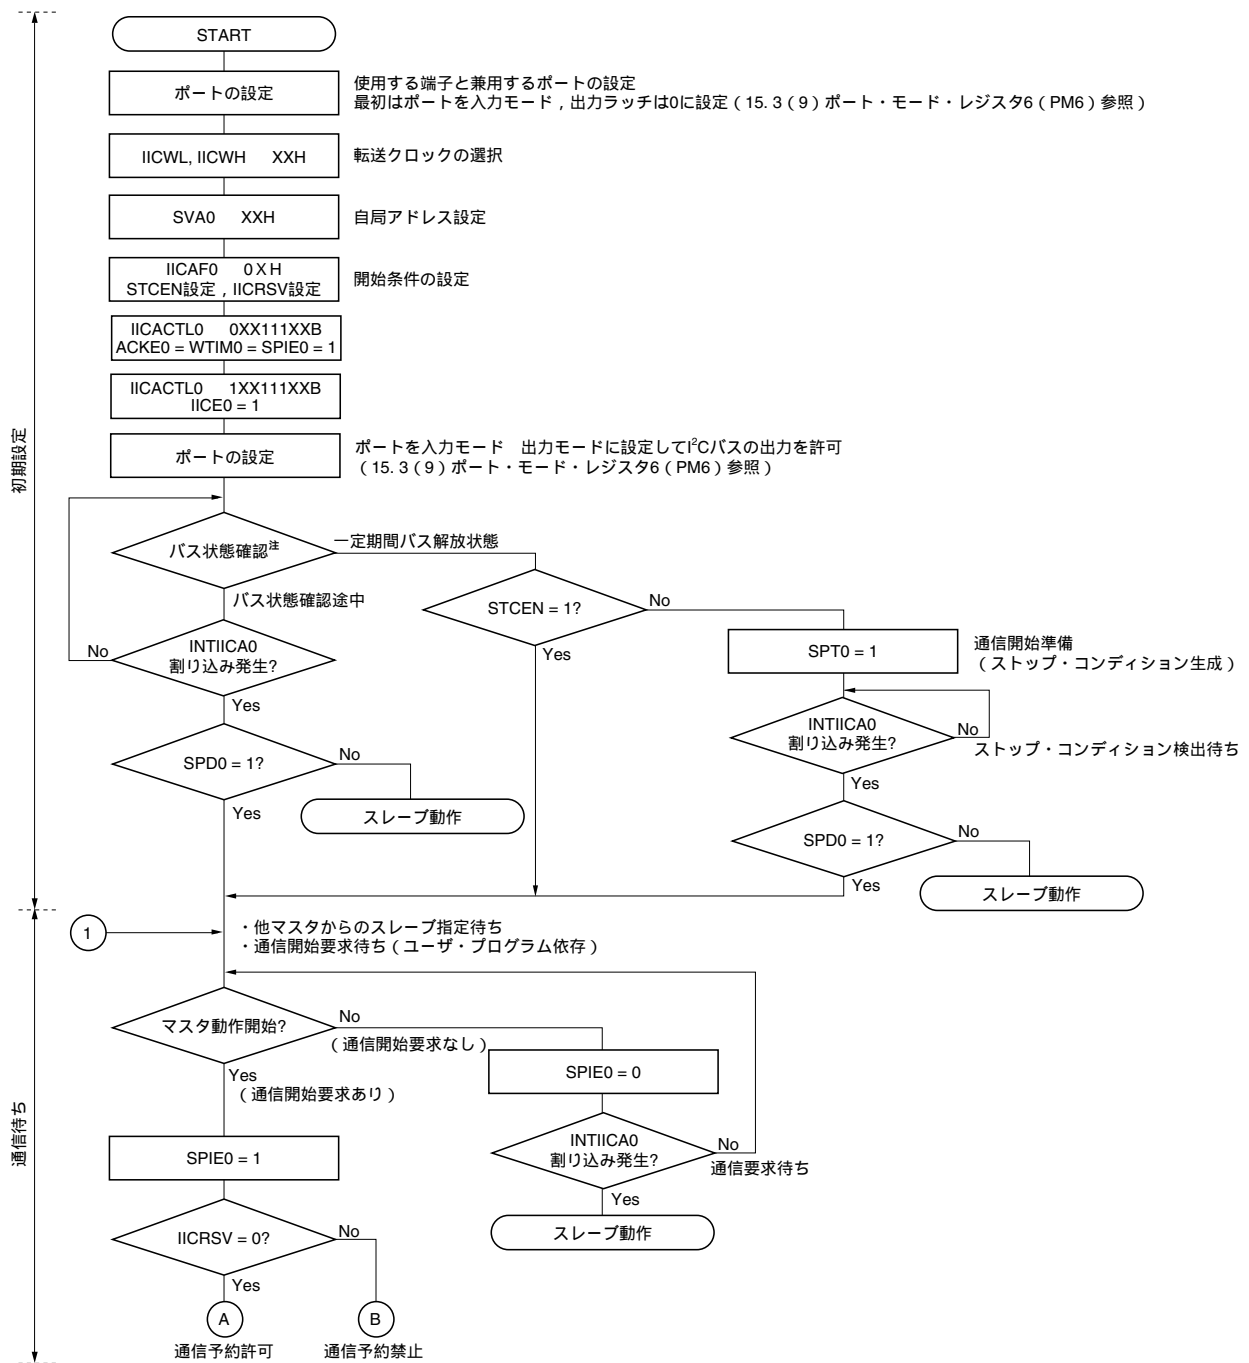 START
ポートの設定
使用する端子と兼用するポートの設定
最初はポートを入力モード，出力ラッチは0に設定（15. 3（9）ポート・モード・レジスタ6（PM6）参照）
IICWL, IICWH XXH
転送クロックの選択
SVA0 XXH
自局アドレス設定
IICAF0 0XH
STCEN設定，IICRSV設定
開始条件の設定
IICACTL0 0XX111XXB
ACKE0 = WTIM0 = SPIE0 = 1
IICACTL0 1XX111XXB
IICE0 = 1
ポートの設定
ポートを入力モード 出力モードに設定してI²Cバスの出力を許可
（15. 3（9）ポート・モード・レジスタ6（PM6）参照）
初期設定
バス状態確認注
一定期間バス解放状態
バス状態確認途中
STCEN = 1?
No
Yes
SPT0 = 1
通信開始準備
（ストップ・コンディション生成）
INTIICA0
割り込み発生?
No
Yes
INTIICA0
割り込み発生?
No
ストップ・コンディション検出待ち
Yes
SPD0 = 1?
No
Yes
スレーブ動作
SPD0 = 1?
No
Yes
スレーブ動作
1
・他マスタからのスレーブ指定待ち
・通信開始要求待ち（ユーザ・プログラム依存）
マスタ動作開始?
No
（通信開始要求なし）
Yes
（通信開始要求あり）
SPIE0 = 0
通信待ち
INTIICA0
割り込み発生?
No
通信要求待ち
Yes
スレーブ動作
SPIE0 = 1
IICRSV = 0?
No
Yes
A
B
通信予約許可
通信予約禁止